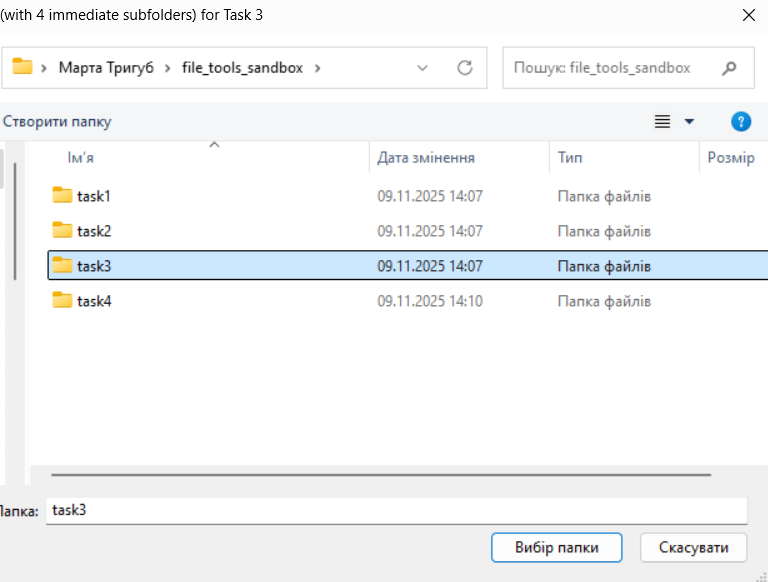 (with 4 immediate subfolders) for Task 3
Марта Тригуб file_tools_sandbox Пошук: file_tools_sandbox
Створити папку
Ім'я Дата змінення Тип Розмір
task1 09.11.2025 14:07 Папка файлів
task2 09.11.2025 14:07 Папка файлів
task3 09.11.2025 14:07 Папка файлів
task4 09.11.2025 14:10 Папка файлів
Папка: task3
Вибір папки Скасувати